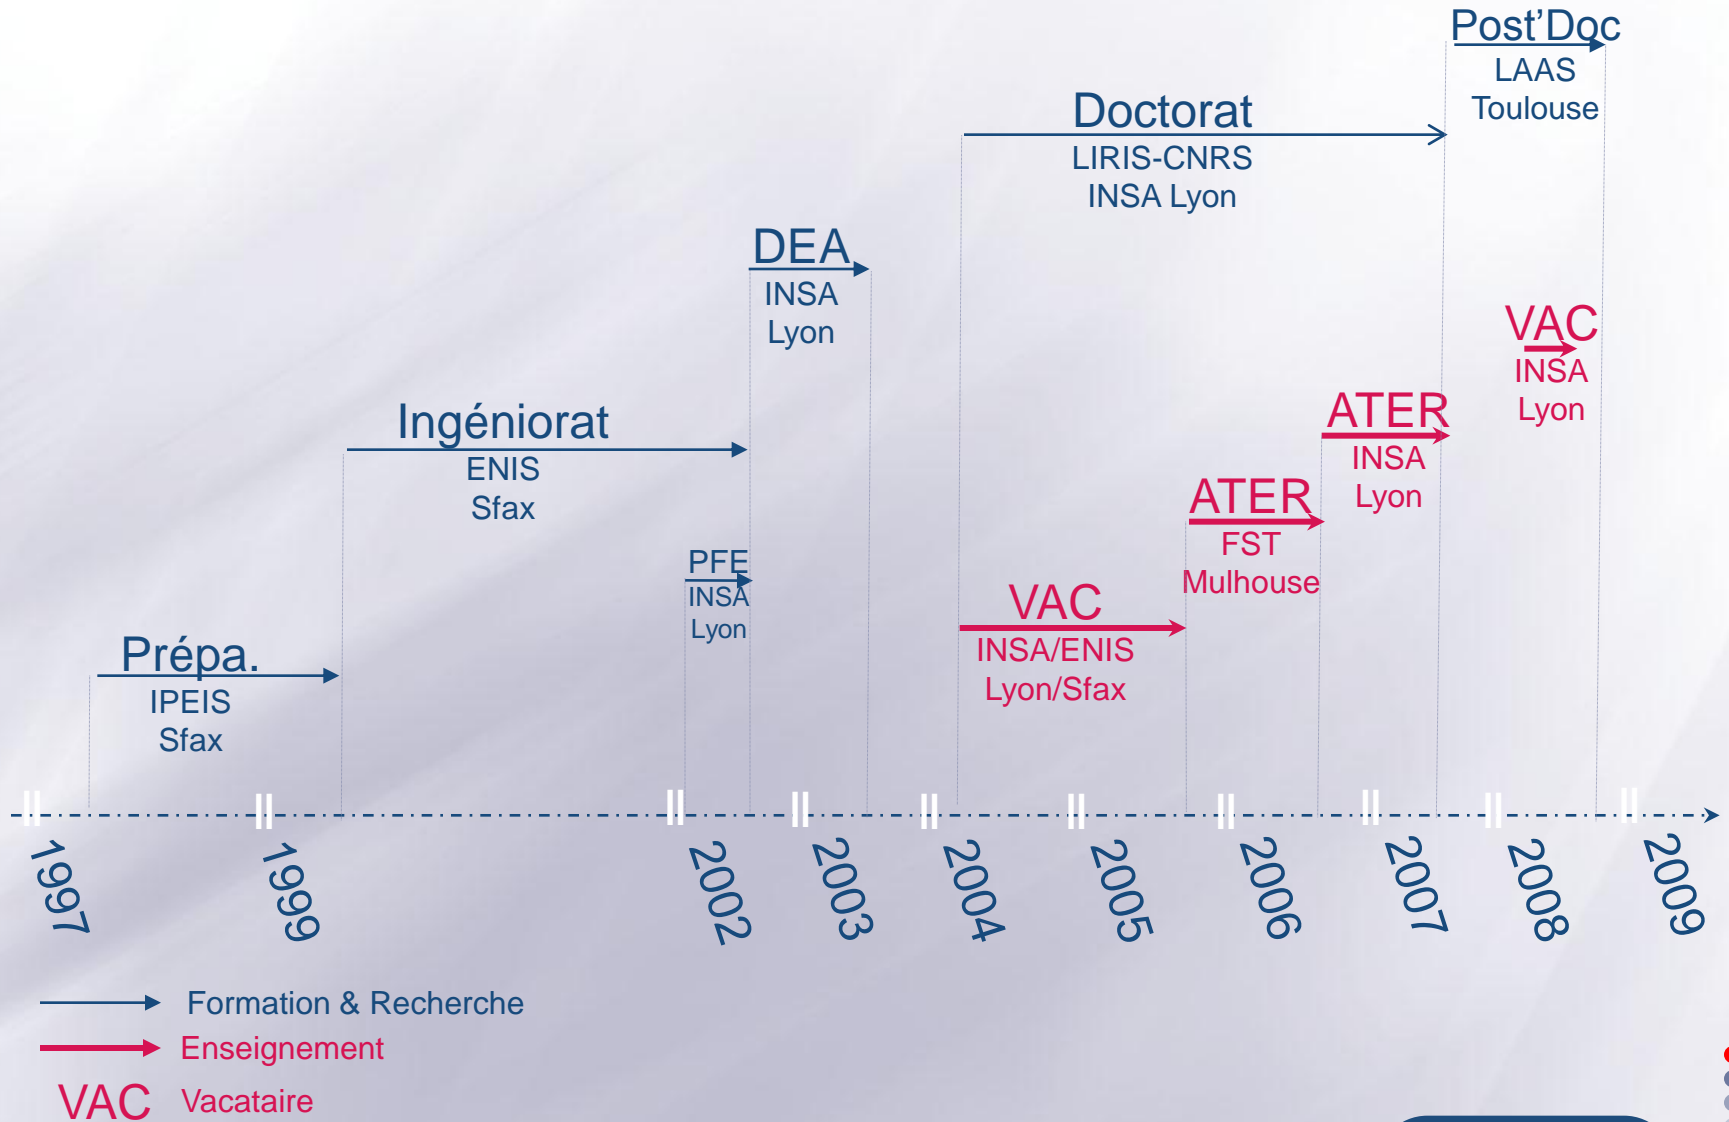 Post'Doc
LAAS
Toulouse
Doctorat
LIRIS-CNRS
INSA Lyon
DEA
INSA
Lyon
VAC
INSA
Lyon
ATER
INSA
Lyon
Ingéniorat
ENIS
Sfax
ATER
FST
Mulhouse
PFE
INSA
Lyon
VAC
INSA/ENIS
Lyon/Sfax
Prépa.
IPEIS
Sfax
1997
1999
2002
2003
2004
2005
2006
2007
2008
2009
Formation & Recherche
Enseignement
VAC Vacataire